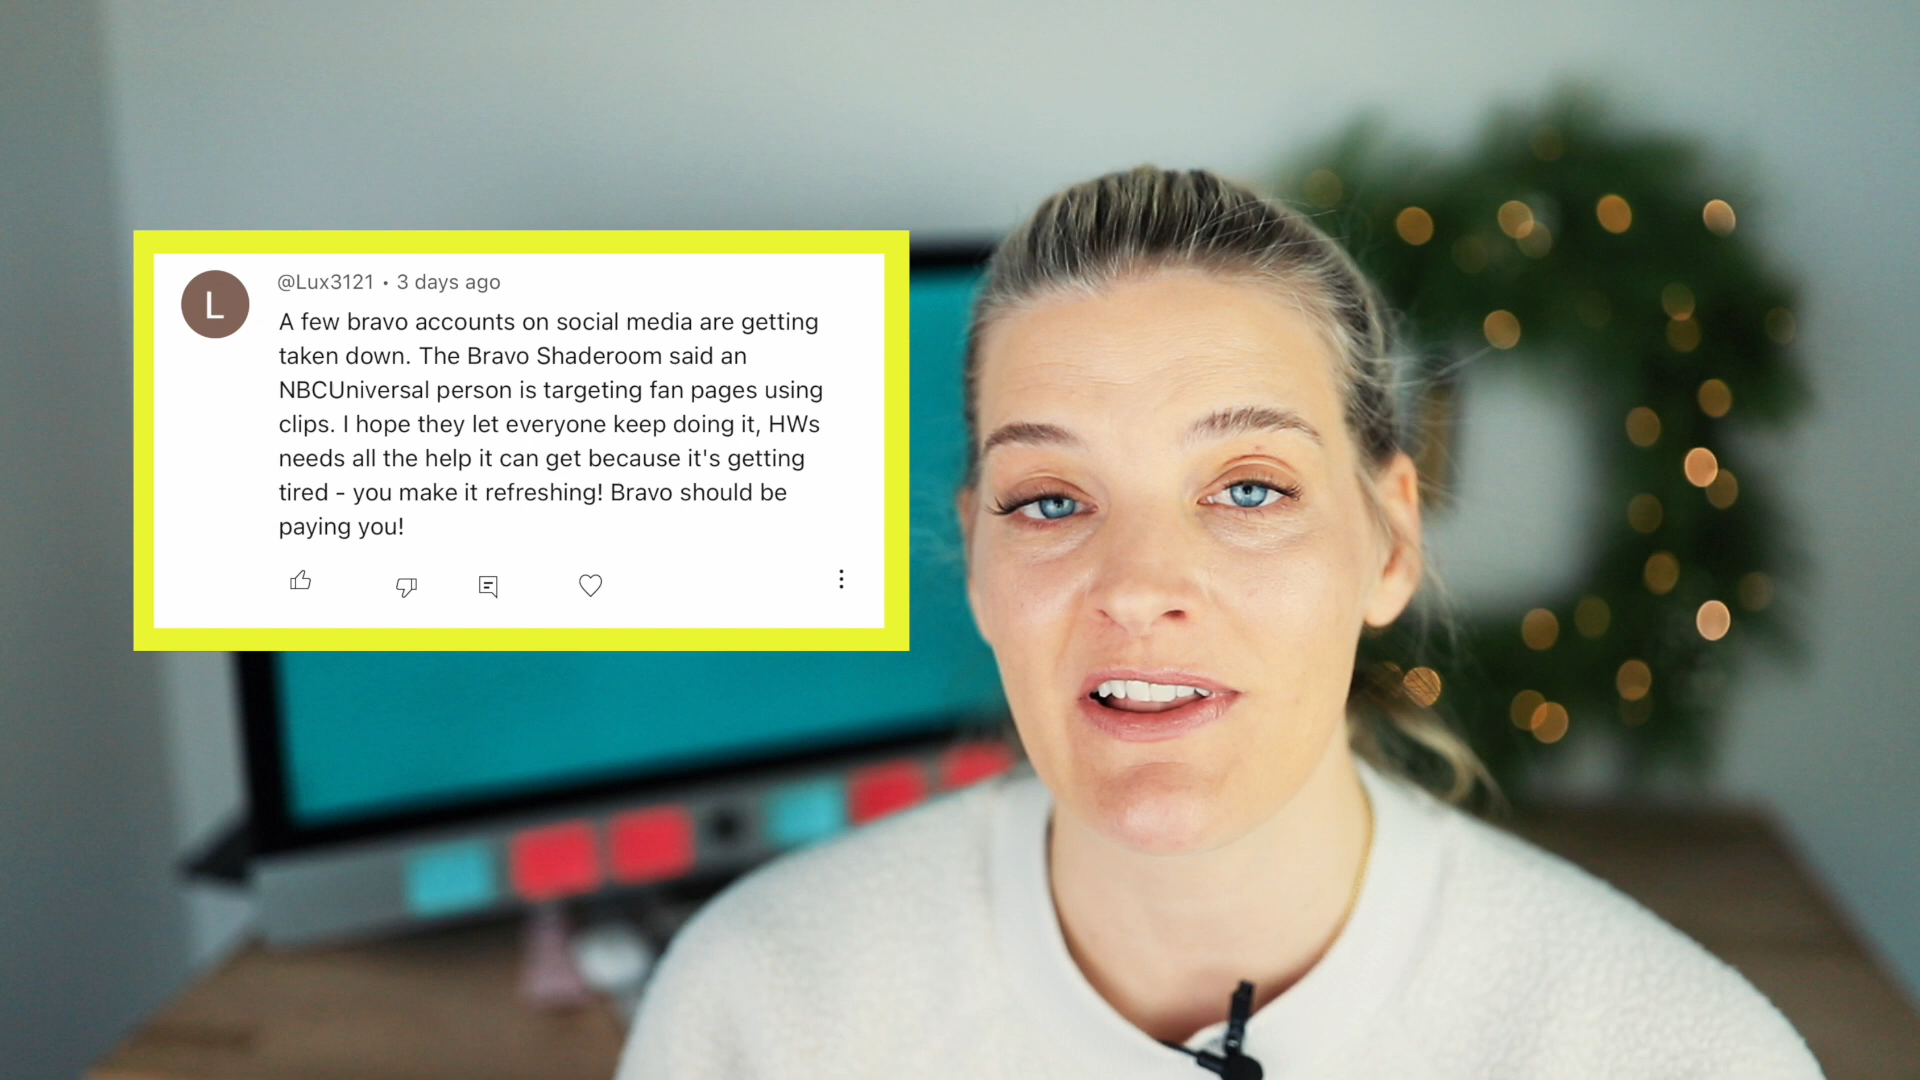 L
@Lux3121 • 3 days ago
A few bravo accounts on social media are getting
taken down. The Bravo Shaderoom said an
NBCUniversal person is targeting fan pages using
clips. I hope they let everyone keep doing it, HWs
needs all the help it can get because it's getting
tired - you make it refreshing! Bravo should be
paying you!